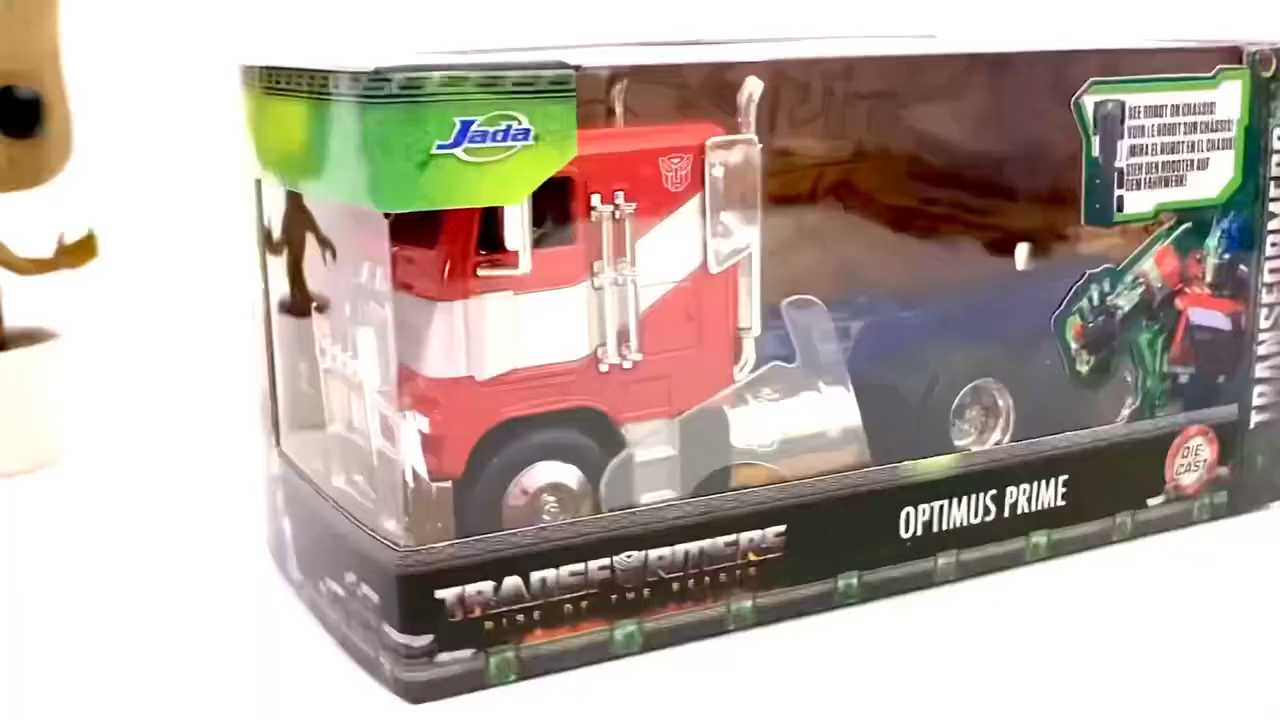 Jada
SEE ROBOT ON CHASSIS!
VOIR LE ROBOT SUR CHÂSSIS!
¡MIRA EL ROBOT EN EL CHASIS!
SIEH DEN ROBOTER AUF
DEM FAHRWERK!
TRANSFORMERS
DIE-
CAST
OPTIMUS PRIME
TRANSFORMERS
RISE OF THE BEASTS